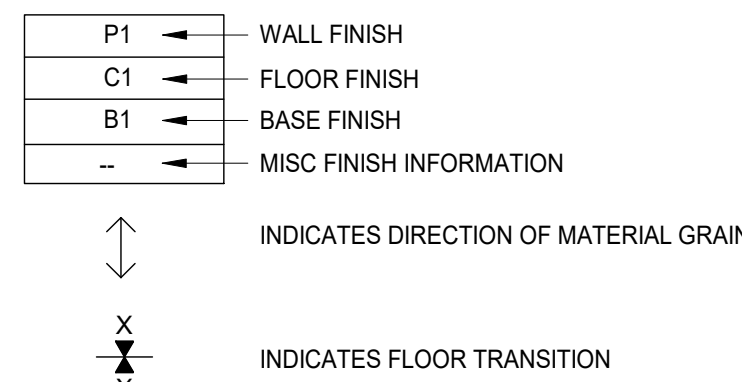 P1 WALL FINISH
C1 FLOOR FINISH
B1 BASE FINISH
-- MISC FINISH INFORMATION
INDICATES DIRECTION OF MATERIAL GRAIN
X
INDICATES FLOOR TRANSITION